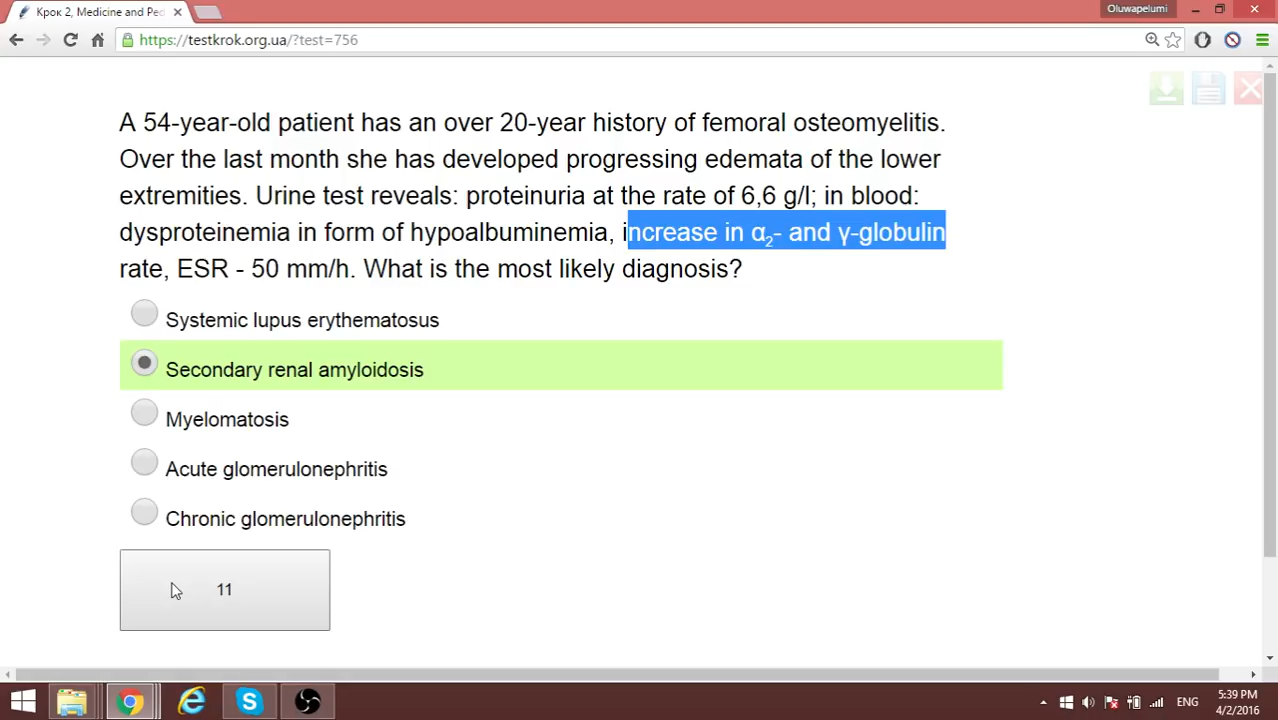 Крок 2, Medicine and Ped
Oluwapelumi
https://testkrok.org.ua/?test=756
A 54-year-old patient has an over 20-year history of femoral osteomyelitis.
Over the last month she has developed progressing edemata of the lower
extremities. Urine test reveals: proteinuria at the rate of 6,6 g/l; in blood:
dysproteinemia in form of hypoalbuminemia, increase in α₂- and γ-globulin
rate, ESR - 50 mm/h. What is the most likely diagnosis?
Systemic lupus erythematosus
Secondary renal amyloidosis
Myelomatosis
Acute glomerulonephritis
Chronic glomerulonephritis
11
ENG
5:39 PM
4/2/2016